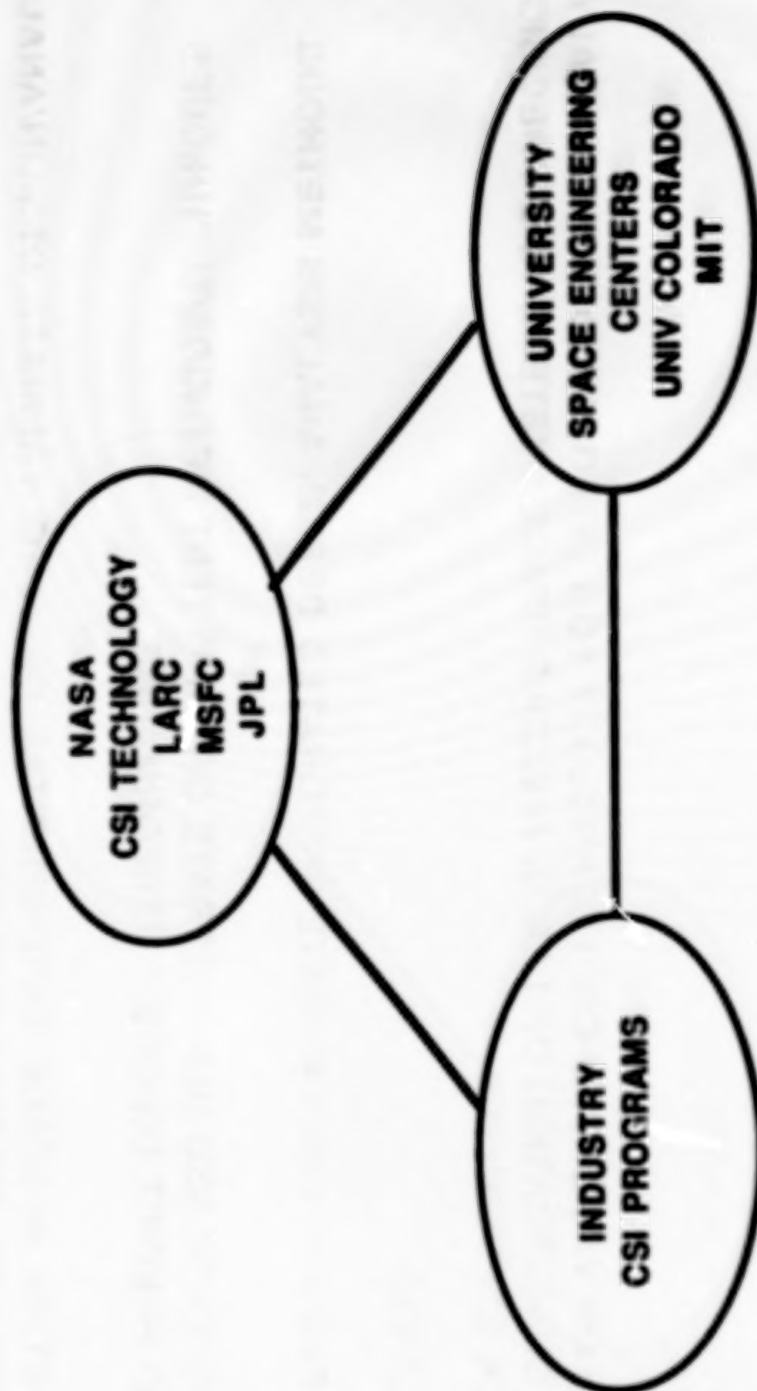 NASA
CSI TECHNOLOGY
LARC
MSFC
JPL
INDUSTRY
CSI PROGRAMS
UNIVERSITY
SPACE ENGINEERING
CENTERS
UNIV COLORADO
MIT